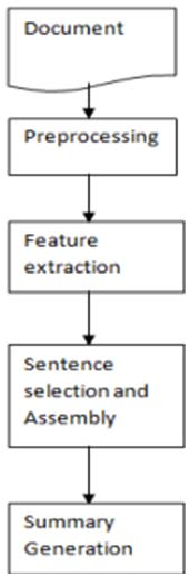 Document
Preprocessing
Feature
extraction
Sentence
selection and
Assembly
Summary
Generation